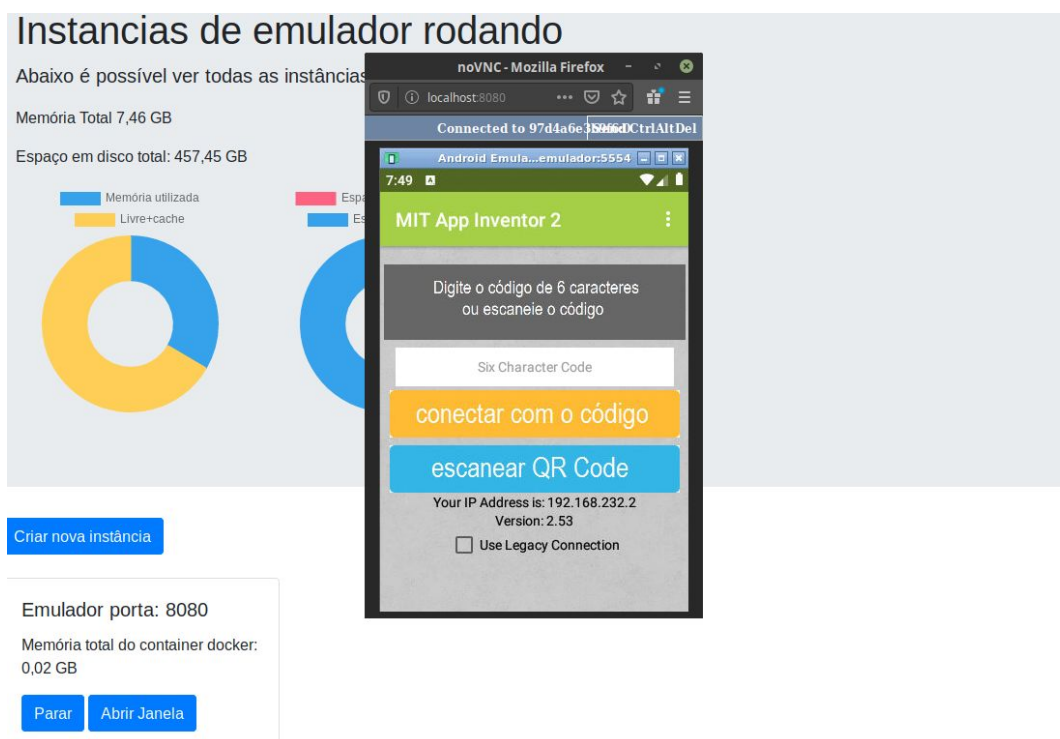 Instancias de emulador rodando
Abaixo é possível ver todas as instâncias
Memória Total 7,46 GB
Espaço em disco total: 457,45 GB
Memória utilizada
Livre+cache
noVNC - Mozilla Firefox
localhost:8080
Connected to 97d4a6e3
CtrlAltDel
Android Emula...emulador:5554
7:49
MIT App Inventor 2
Digite o código de 6 caracteres
ou escaneie o código
Six Character Code
conectar com o código
escanear QR Code
Your IP Address is: 192.168.232.2
Version: 2.53
Use Legacy Connection
Criar nova instância
Emulador porta: 8080
Memória total do container docker:
0,02 GB
Parar Abrir Janela